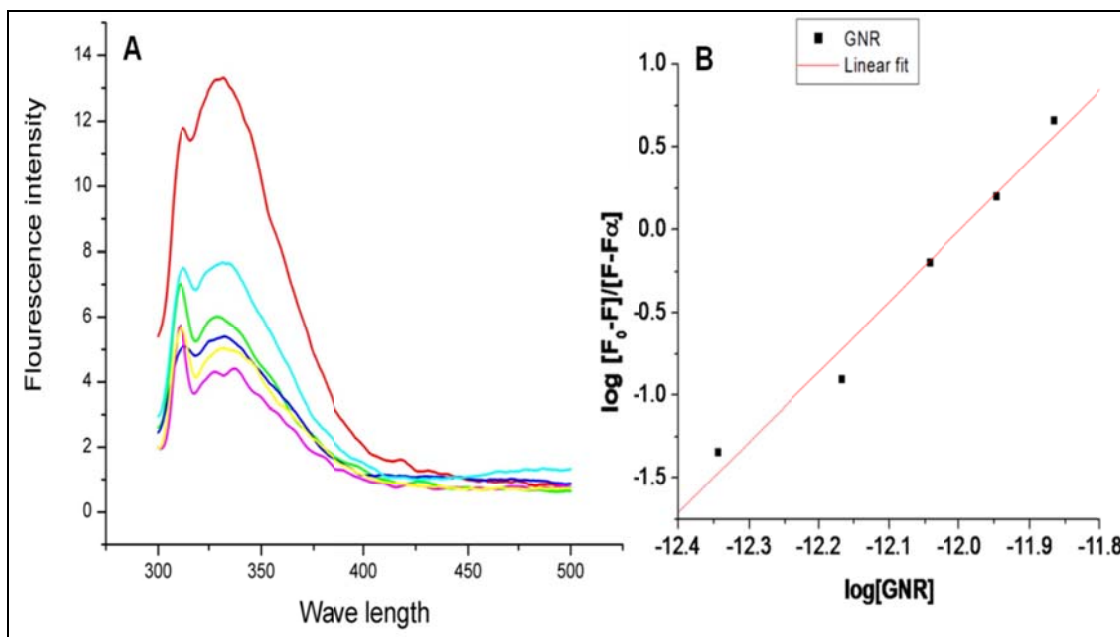 A
14
12
10
8
6
4
2
0
Flourescence intensity
300 350 400 450 500
Wave length
B
GNR
Linear fit
1.0
0.5
0.0
-0.5
-1.0
-1.5
log [F₀-F]/[F-Fα]
-12.4 -12.3 -12.2 -12.1 -12.0 -11.9 -11.8
log[GNR]